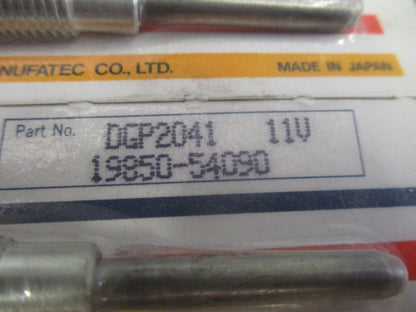 NUFATEC CO., LTD. MADE IN JAPAN
Part No. DGP2041 11V
19850-54090